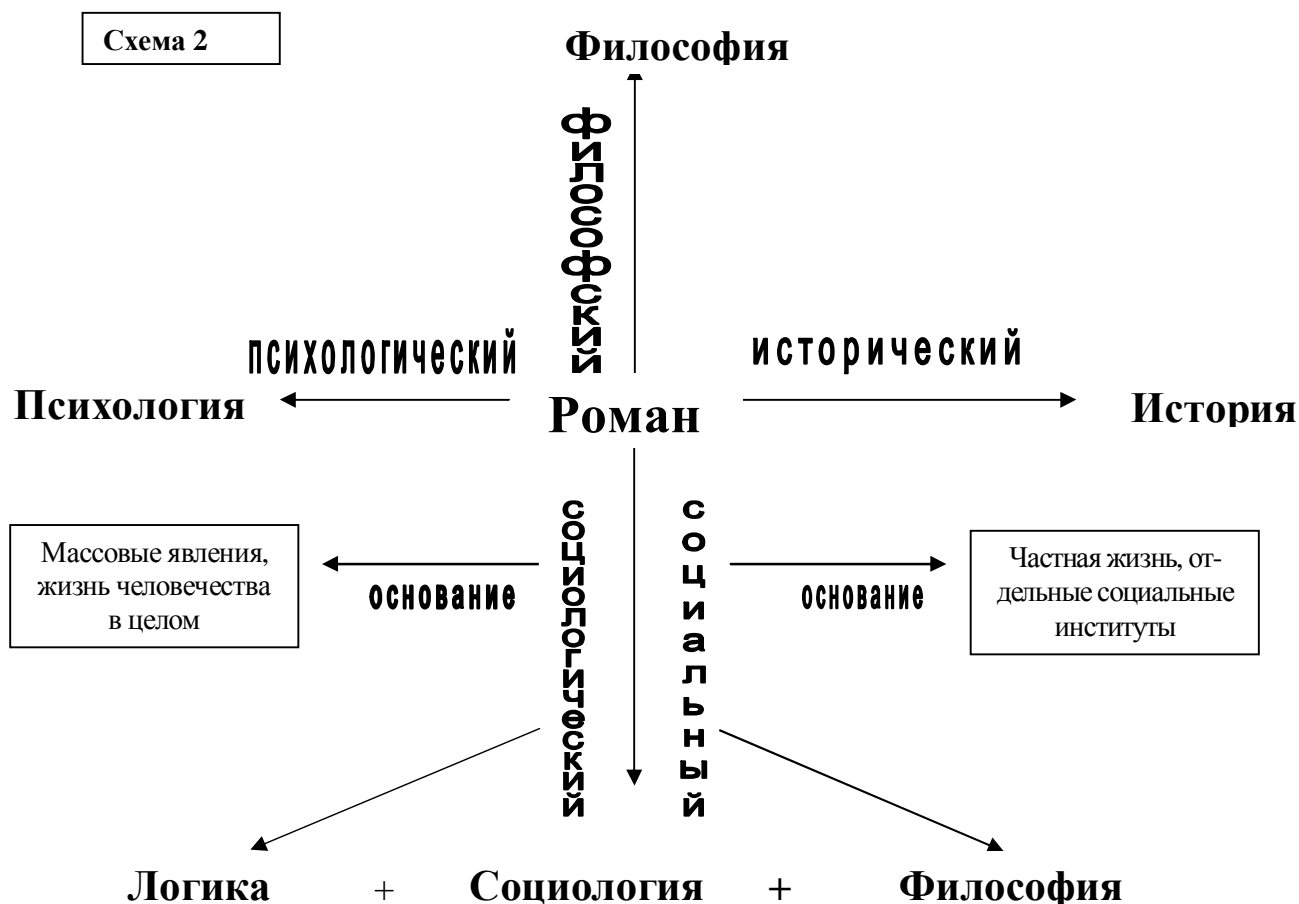 Схема 2
Философия
философский
психологический
исторический
Психология
Роман
История
социологический
социальный
Массовые явления,
жизнь человечества
в целом
основание
основание
Частная жизнь, от-
дельные социальные
институты
Логика + Социология + Философия